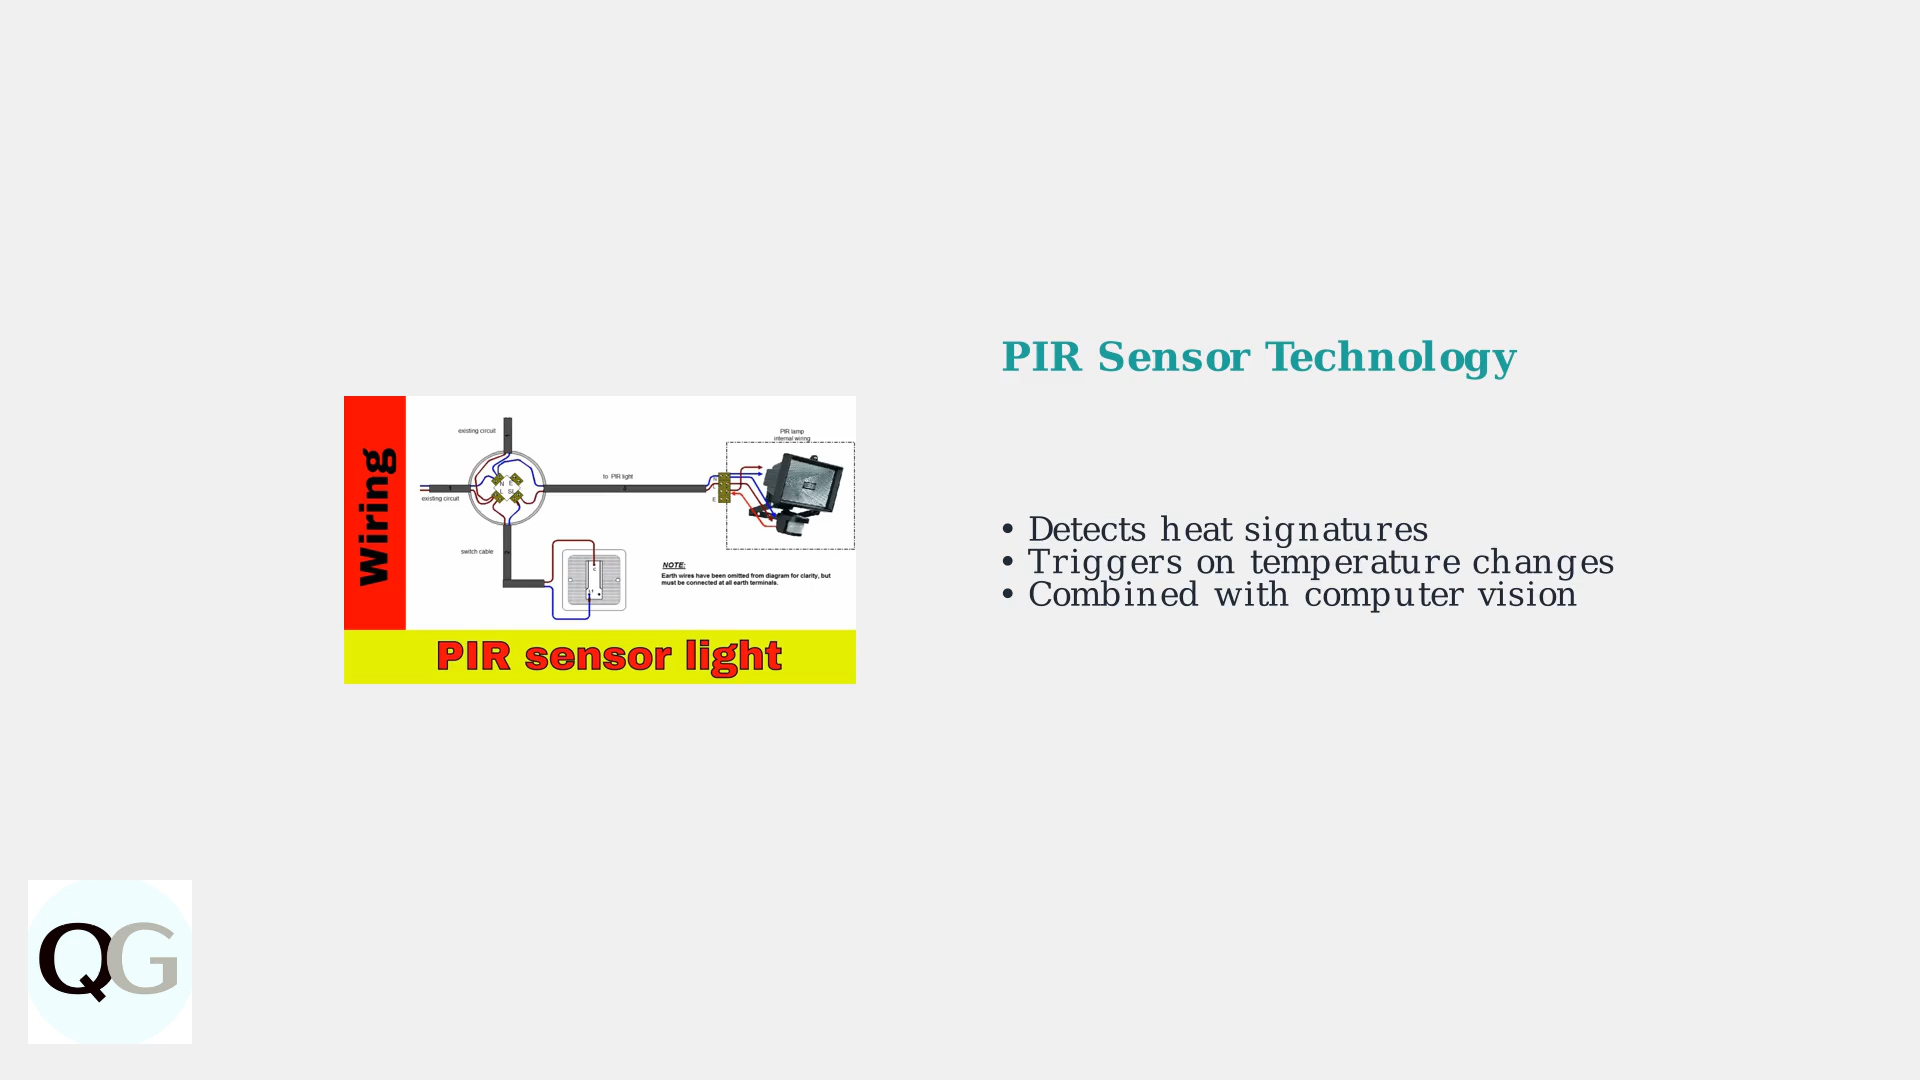 PIR Sensor Technology
• Detects heat signatures
• Triggers on temperature changes
• Combined with computer vision
Wiring
existing circuit
existing circuit
N E
L SL
to PIR light
switch cable
PIR lamp
internal wiring
E
C
NOTE:
Earth wires have been omitted from diagram for clarity, but
must be connected at all earth terminals.
PIR sensor light
QG